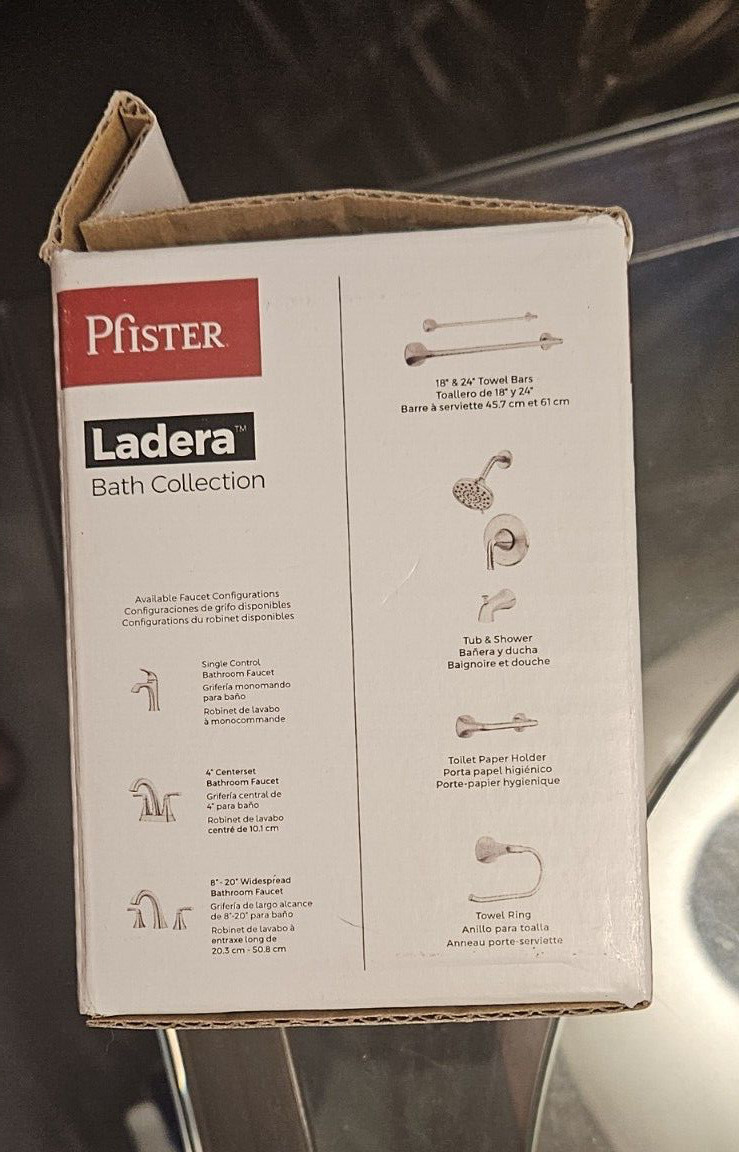 Pfister
Ladera™
Bath Collection
Available Faucet Configurations
Configuraciones de grifo disponibles
Configurations du robinet disponibles
Single Control
Bathroom Faucet
Grifería monomando
para baño
Robinet de lavabo
à monocommande
4" Centerset
Bathroom Faucet
Grifería central de
4" para baño
Robinet de lavabo
centré de 10.1 cm
8"- 20" Widespread
Bathroom Faucet
Grifería de largo alcance
de 8"-20" para baño
Robinet de lavabo à
entraxe long de
20.3 cm - 50.8 cm
18" & 24" Towel Bars
Toallero de 18" y 24"
Barre à serviette 45.7 cm et 61 cm
Tub & Shower
Bañera y ducha
Baignoire et douche
Toilet Paper Holder
Porta papel higiénico
Porte-papier hygienique
Towel Ring
Anillo para toalla
Anneau porte-serviette